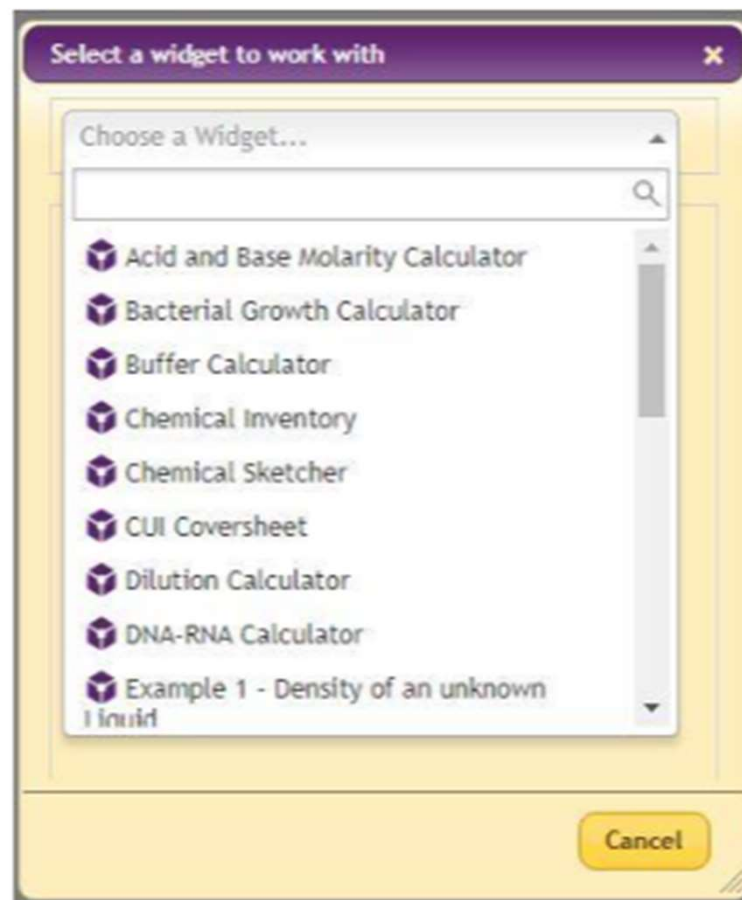 Select a widget to work with
Choose a Widget...
Acid and Base Molarity Calculator
Bacterial Growth Calculator
Buffer Calculator
Chemical Inventory
Chemical Sketcher
CUI Coversheet
Dilution Calculator
DNA-RNA Calculator
Example 1 - Density of an unknown
Liquid
Cancel